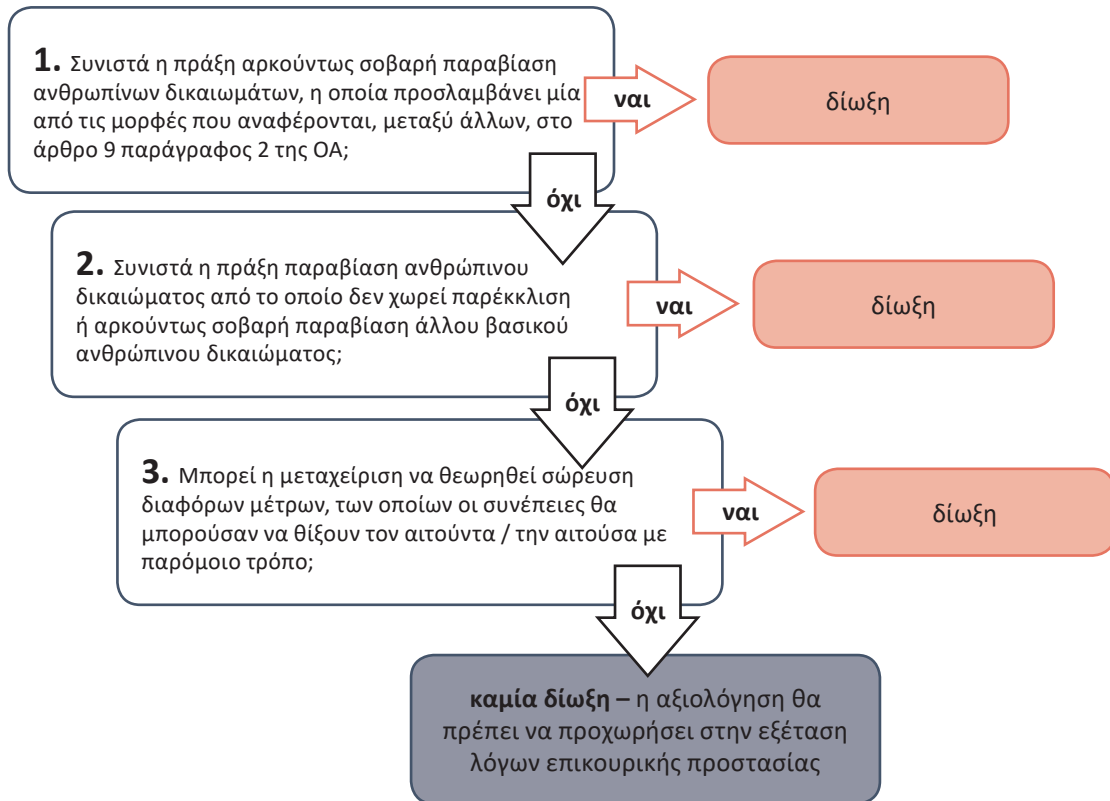 1. Συνιστά η πράξη αρκούντως σοβαρή παραβίαση
ανθρωπίνων δικαιωμάτων, η οποία προσλαμβάνει μία
από τις μορφές που αναφέρονται, μεταξύ άλλων, στο
άρθρο 9 παράγραφος 2 της ΟΑ;
ναι
δίωξη
όχι
2. Συνιστά η πράξη παραβίαση ανθρώπινου
δικαιώματος από το οποίο δεν χωρεί παρέκκλιση
ή αρκούντως σοβαρή παραβίαση άλλου βασικού
ανθρώπινου δικαιώματος;
ναι
δίωξη
όχι
3. Μπορεί η μεταχείριση να θεωρηθεί σώρευση
διαφόρων μέτρων, των οποίων οι συνέπειες θα
μπορούσαν να θίξουν τον αιτούντα / την αιτούσα με
παρόμοιο τρόπο;
ναι
δίωξη
όχι
καμία δίωξη – η αξιολόγηση θα
πρέπει να προχωρήσει στην εξέταση
λόγων επικουρικής προστασίας